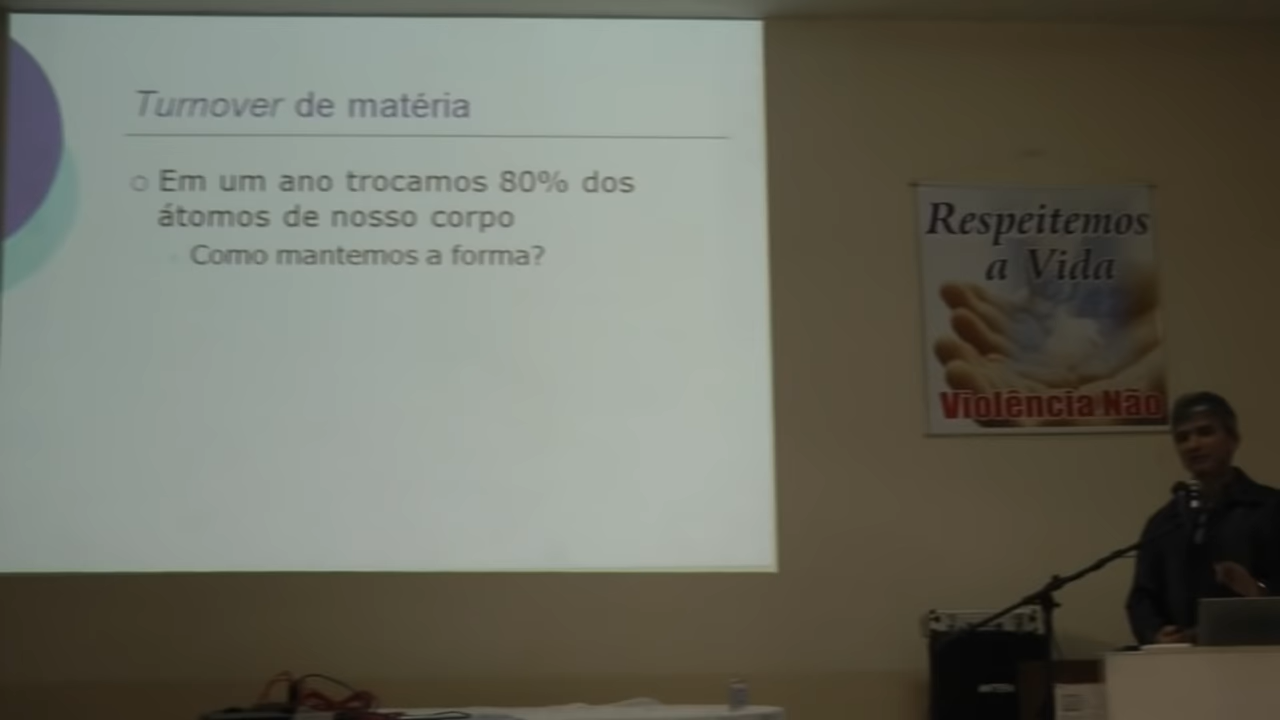 Turnover de matéria
Em um ano trocamos 80% dos
átomos de nosso corpo
Como mantemos a forma?
Respeitemos
a Vida
Violência Não